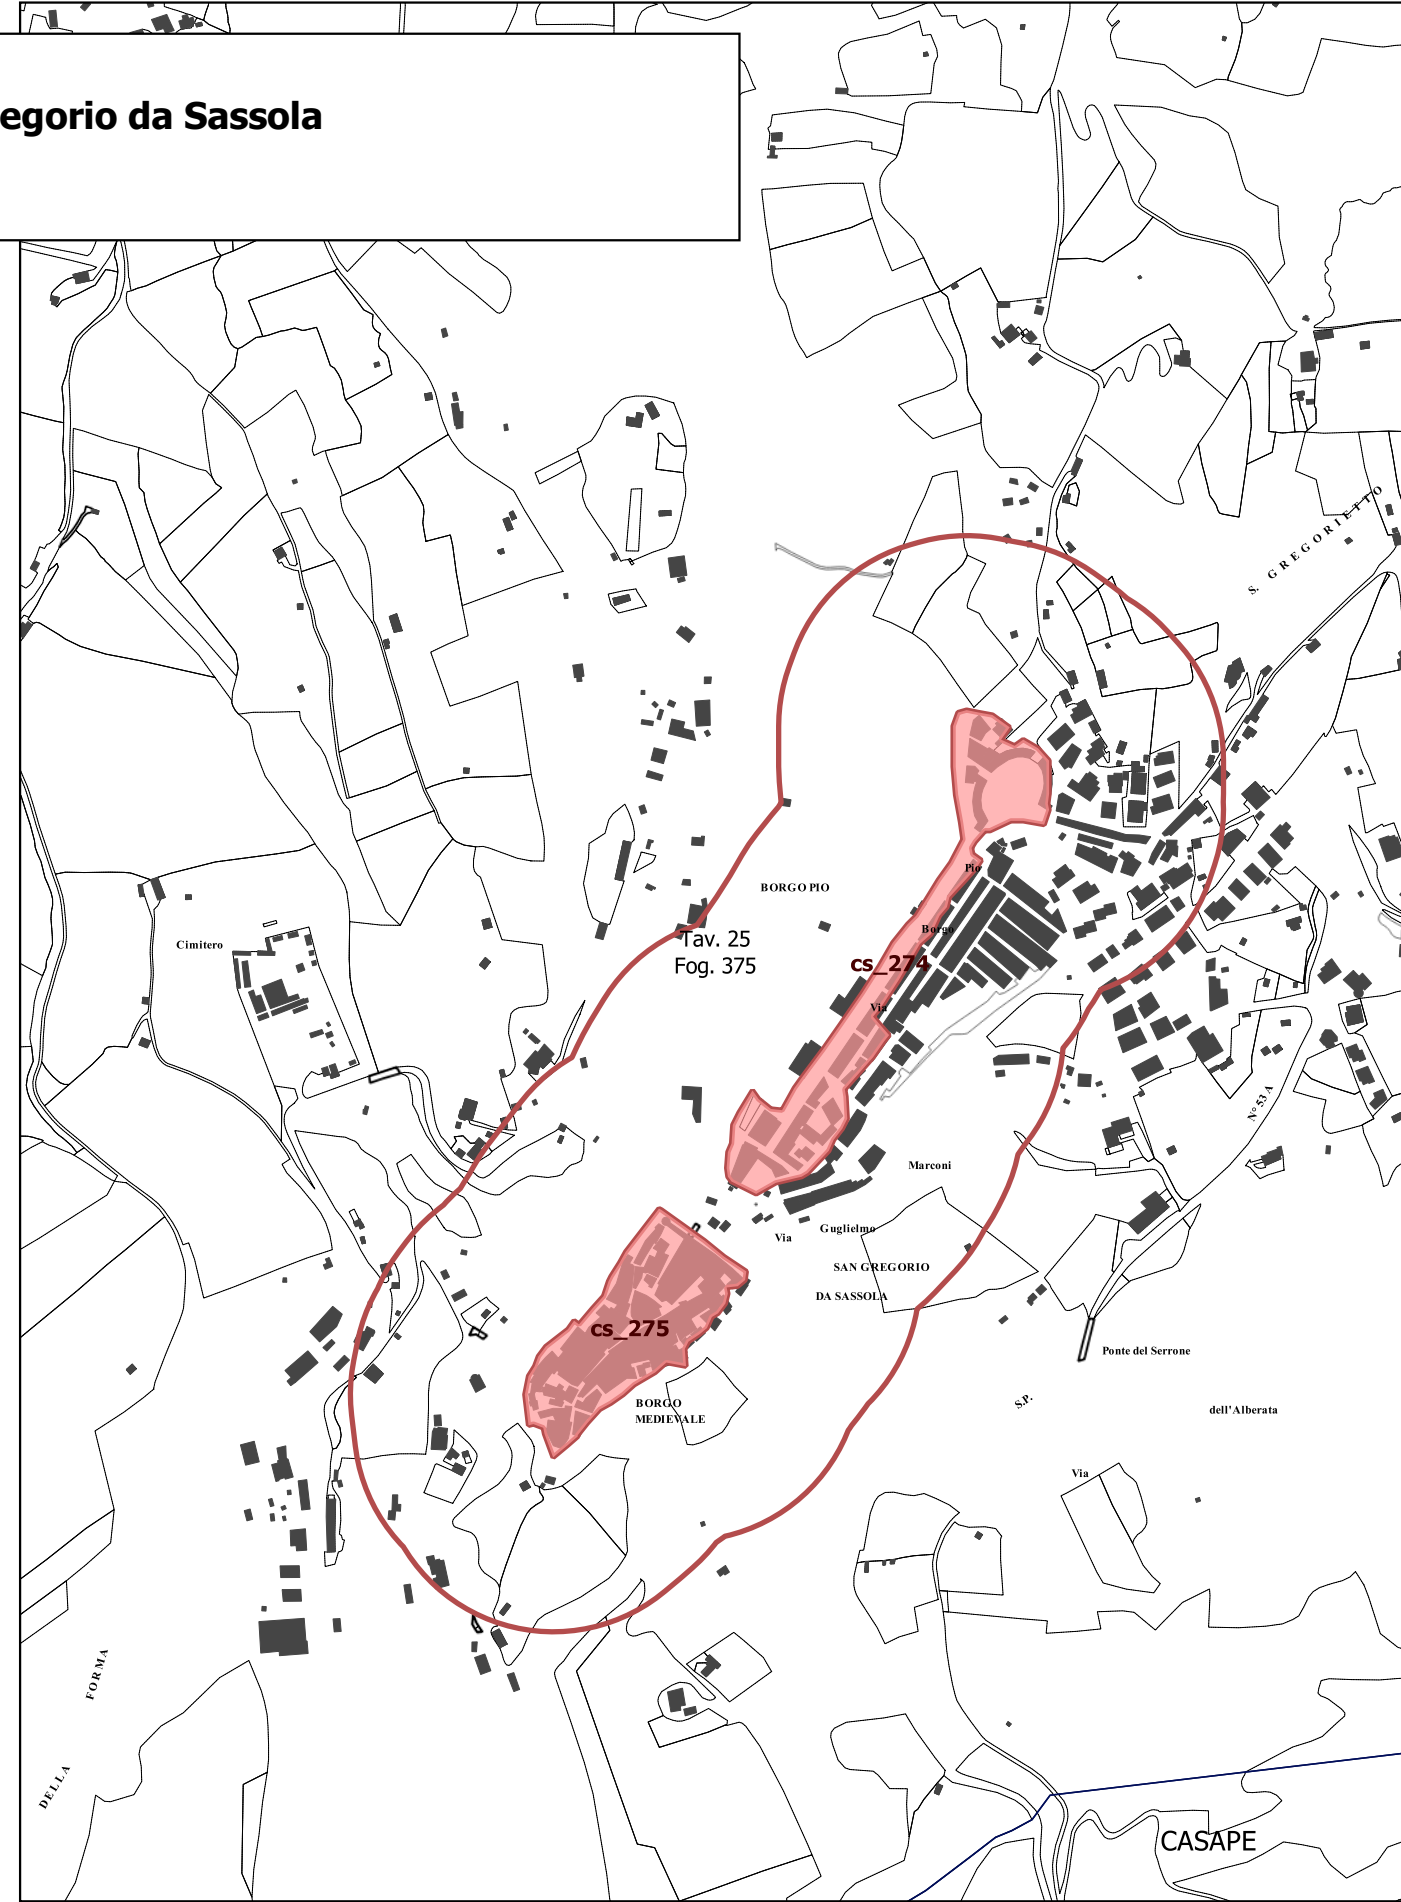 egorio da Sassola
S. GREGORIETTO
BORGO PIO
Pio
Cimitero
Borgo
Tav. 25
Fog. 375
cs_274
Via
N° 53 A
Marconi
Guglielmo
Via
SAN GREGORIO
DA SASSOLA
cs_275
Ponte del Serrone
BORGO
MEDIEVALE
S.P.
dell'Alberata
Via
FORMA
DELLA
CASAPE